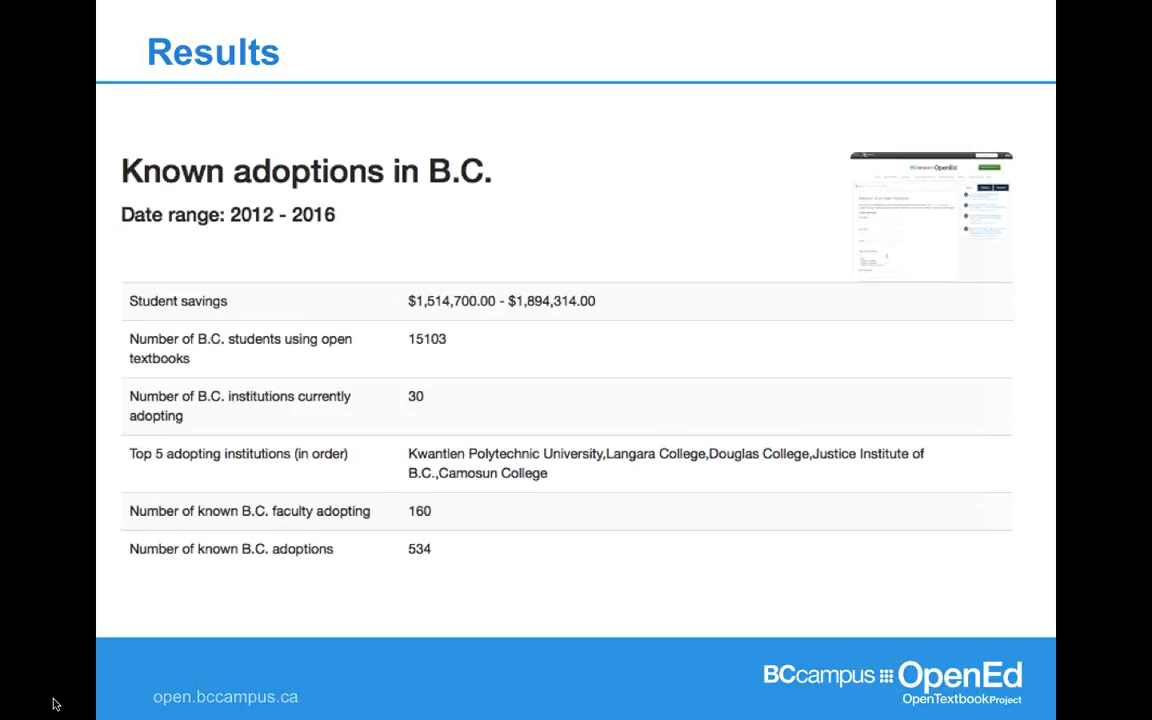 Results
Known adoptions in B.C.
Date range: 2012 - 2016
BCcampus OpenEd
Student savings
$1,514,700.00 - $1,894,314.00
Number of B.C. students using open
textbooks
15103
Number of B.C. institutions currently
adopting
30
Top 5 adopting institutions (in order)
Kwantlen Polytechnic University,Langara College,Douglas College,Justice Institute of
B.C.,Camosun College
Number of known B.C. faculty adopting
160
Number of known B.C. adoptions
534
open.bccampus.ca
BCcampus OpenEd
OpenTextbookProject